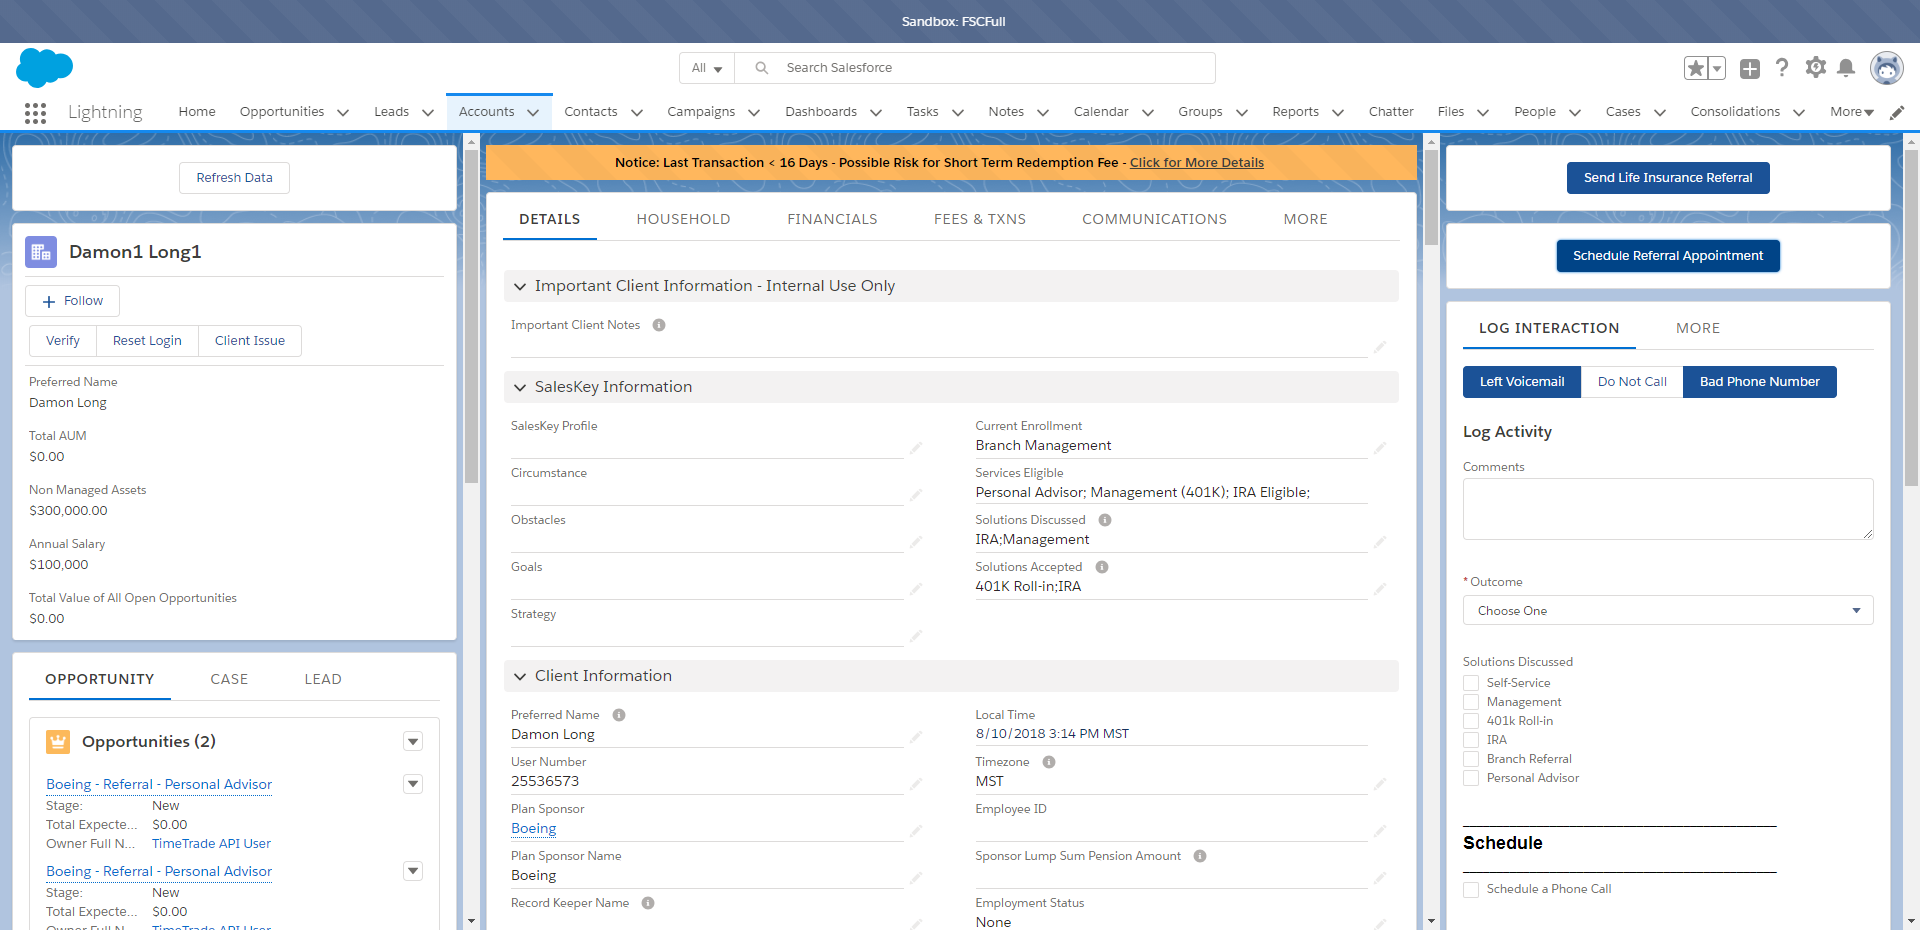 Sandbox: FSCFull
All
Search Salesforce
Lightning
Home
Opportunities
Leads
Accounts
Contacts
Campaigns
Dashboards
Tasks
Notes
Calendar
Groups
Reports
Chatter
Files
People
Cases
Consolidations
More
Refresh Data
Damon1 Long1
Follow
Verify
Reset Login
Client Issue
Preferred Name
Damon Long
Total AUM
$0.00
Non Managed Assets
$300,000.00
Annual Salary
$100,000
Total Value of All Open Opportunities
$0.00
OPPORTUNITY
CASE
LEAD
Opportunities (2)
Boeing - Referral - Personal Advisor
Stage: New
Total Expecte... $0.00
Owner Full N... TimeTrade API User
Boeing - Referral - Personal Advisor
Stage: New
Total Expecte... $0.00
Owner Full N... TimeTrade API User
Notice: Last Transaction < 16 Days - Possible Risk for Short Term Redemption Fee - Click for More Details
DETAILS
HOUSEHOLD
FINANCIALS
FEES & TXNS
COMMUNICATIONS
MORE
Important Client Information - Internal Use Only
Important Client Notes
SalesKey Information
SalesKey Profile
Circumstance
Obstacles
Goals
Strategy
Current Enrollment
Branch Management
Services Eligible
Personal Advisor; Management (401K); IRA Eligible;
Solutions Discussed
IRA;Management
Solutions Accepted
401K Roll-in;IRA
Client Information
Preferred Name
Damon Long
User Number
25536573
Plan Sponsor
Boeing
Plan Sponsor Name
Boeing
Record Keeper Name
Local Time
8/10/2018 3:14 PM MST
Timezone
MST
Employee ID
Sponsor Lump Sum Pension Amount
Employment Status
None
Send Life Insurance Referral
Schedule Referral Appointment
LOG INTERACTION
MORE
Left Voicemail
Do Not Call
Bad Phone Number
Log Activity
Comments
* Outcome
Choose One
Solutions Discussed
Self-Service
Management
401k Roll-in
IRA
Branch Referral
Personal Advisor
Schedule
Schedule a Phone Call